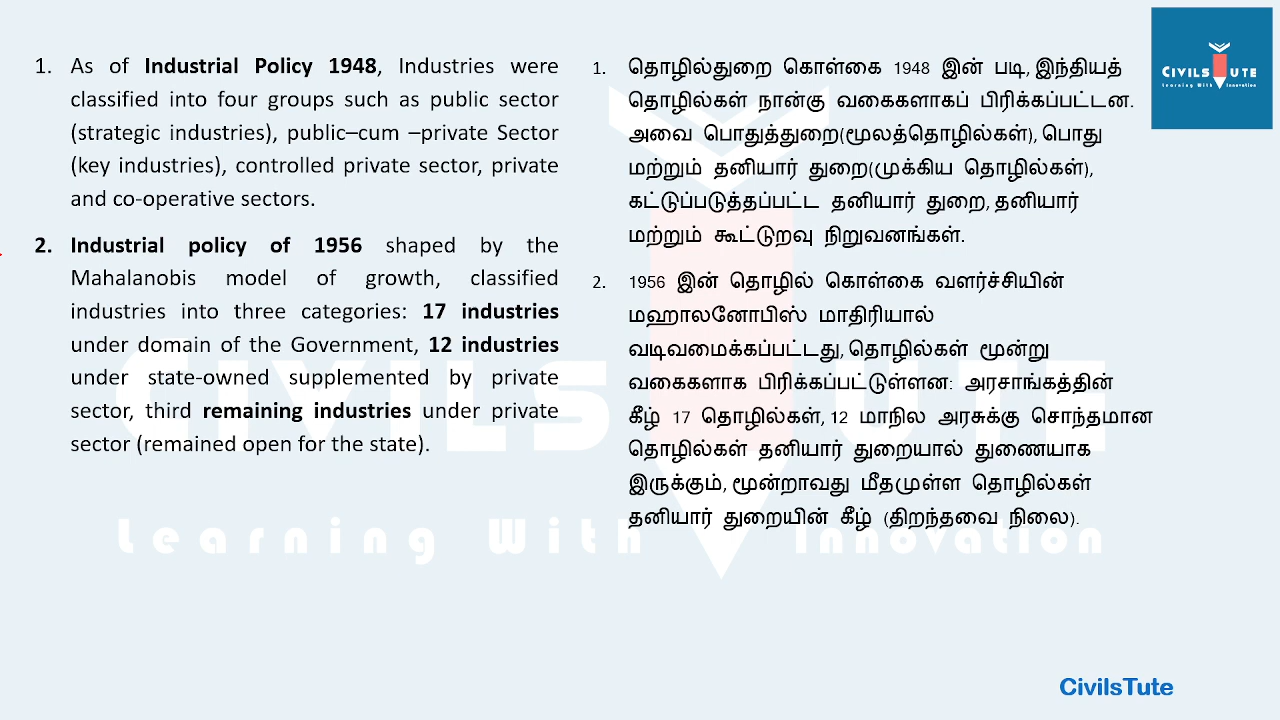 1. As of Industrial Policy 1948, Industries were
classified into four groups such as public sector
(strategic industries), public–cum –private Sector
(key industries), controlled private sector, private
and co-operative sectors.
2. Industrial policy of 1956 shaped by the
Mahalanobis model of growth, classified
industries into three categories: 17 industries
under domain of the Government, 12 industries
under state-owned supplemented by private
sector, third remaining industries under private
sector (remained open for the state).
1. தொழில்துறை கொள்கை 1948 இன் படி, இந்தியத்
தொழில்கள் நான்கு வகைகளாகப் பிரிக்கப்பட்டன.
அவை பொதுத்துறை(மூலத்தொழில்கள்), பொது
மற்றும் தனியார் துறை(முக்கிய தொழில்கள்),
கட்டுப்படுத்தப்பட்ட தனியார் துறை, தனியார்
மற்றும் கூட்டுறவு நிறுவனங்கள்.
2. 1956 இன் தொழில் கொள்கை வளர்ச்சியின்
மஹாலனோபிஸ் மாதிரியால்
வடிவமைக்கப்பட்டது, தொழில்கள் மூன்று
வகைகளாக பிரிக்கப்பட்டுள்ளன: அரசாங்கத்தின்
கீழ் 17 தொழில்கள், 12 மாநில அரசுக்கு சொந்தமான
தொழில்கள் தனியார் துறையால் துணையாக
இருக்கும், மூன்றாவது மீதமுள்ள தொழில்கள்
தனியார் துறையின் கீழ் (திறந்தவை நிலை).
CIVILS UTE
Learning With Innovation
CIVILS UTE
Learning With Innovation
CivilsTute